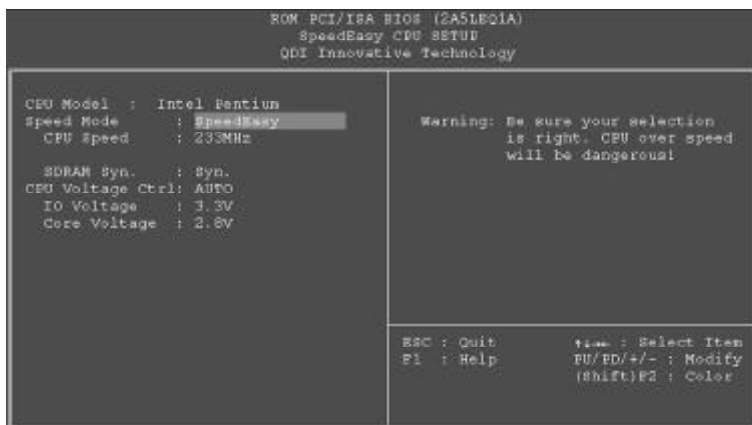 ROM PCI/ISA BIOS (2A5LEQ1A)
SpeedEasy CPU SETUP
QDI Innovative Technology
CPU Model : Intel Pentium
Speed Mode : SpeedEasy
CPU Speed : 233MHz
SDRAM Syn. : Syn.
CPU Voltage Ctrl: AUTO
IO Voltage : 3.3V
Core Voltage : 2.8V
Warning: Be sure your selection
is right. CPU over speed
will be dangerous!
ESC : Quit ↑↓→← : Select Item
F1 : Help PU/PD/+/- : Modify
(Shift)F2 : Color